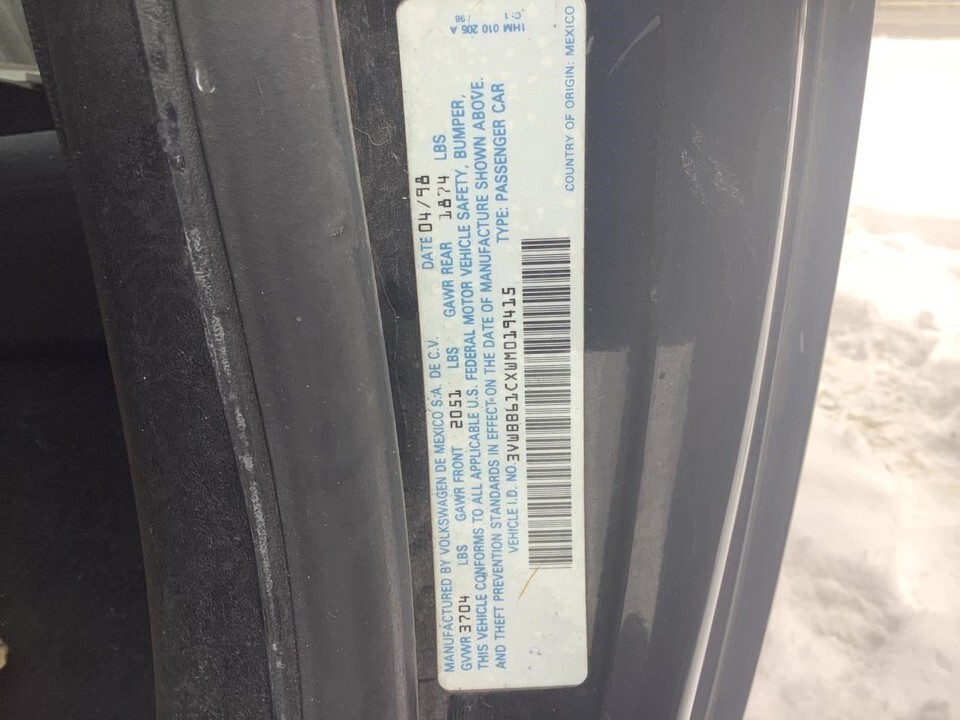 MANUFACTURED BY VOLKSWAGEN DE MEXICO S.A. DE C.V. DATE 04/98
GVWR 3704 LBS GAWR FRONT 2051 LBS GAWR REAR 1874 LBS
THIS VEHICLE CONFORMS TO ALL APPLICABLE U.S. FEDERAL MOTOR VEHICLE SAFETY, BUMPER,
AND THEFT PREVENTION STANDARDS IN EFFECT ON THE DATE OF MANUFACTURE SHOWN ABOVE.
VEHICLE I.D. NO. 3VWBB61CXWM019415 TYPE: PASSENGER CAR
COUNTRY OF ORIGIN: MEXICO
1HM 010 205 A
/98